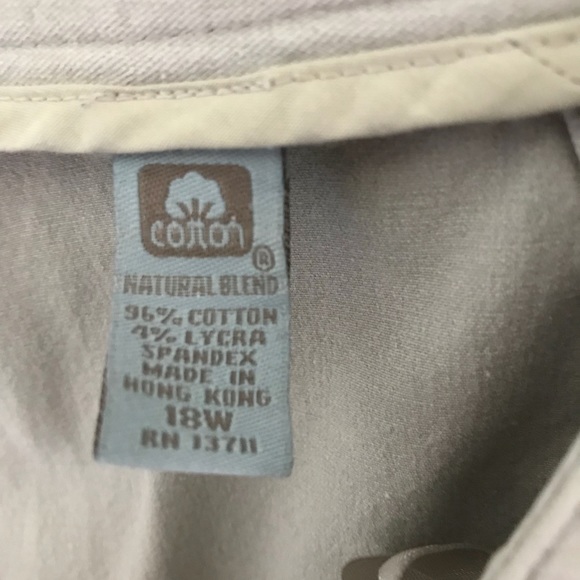 cotton
®
NATURAL BLEND
96% COTTON
4% LYCRA
SPANDEX
MADE IN
HONG KONG
18W
RN 13711